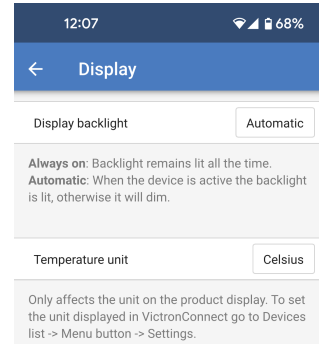 12:07
68%
Display
Display backlight
Automatic
Always on: Backlight remains lit all the time.
Automatic: When the device is active the backlight
is lit, otherwise it will dim.
Temperature unit
Celsius
Only affects the unit on the product display. To set
the unit displayed in VictronConnect go to Devices
list -> Menu button -> Settings.